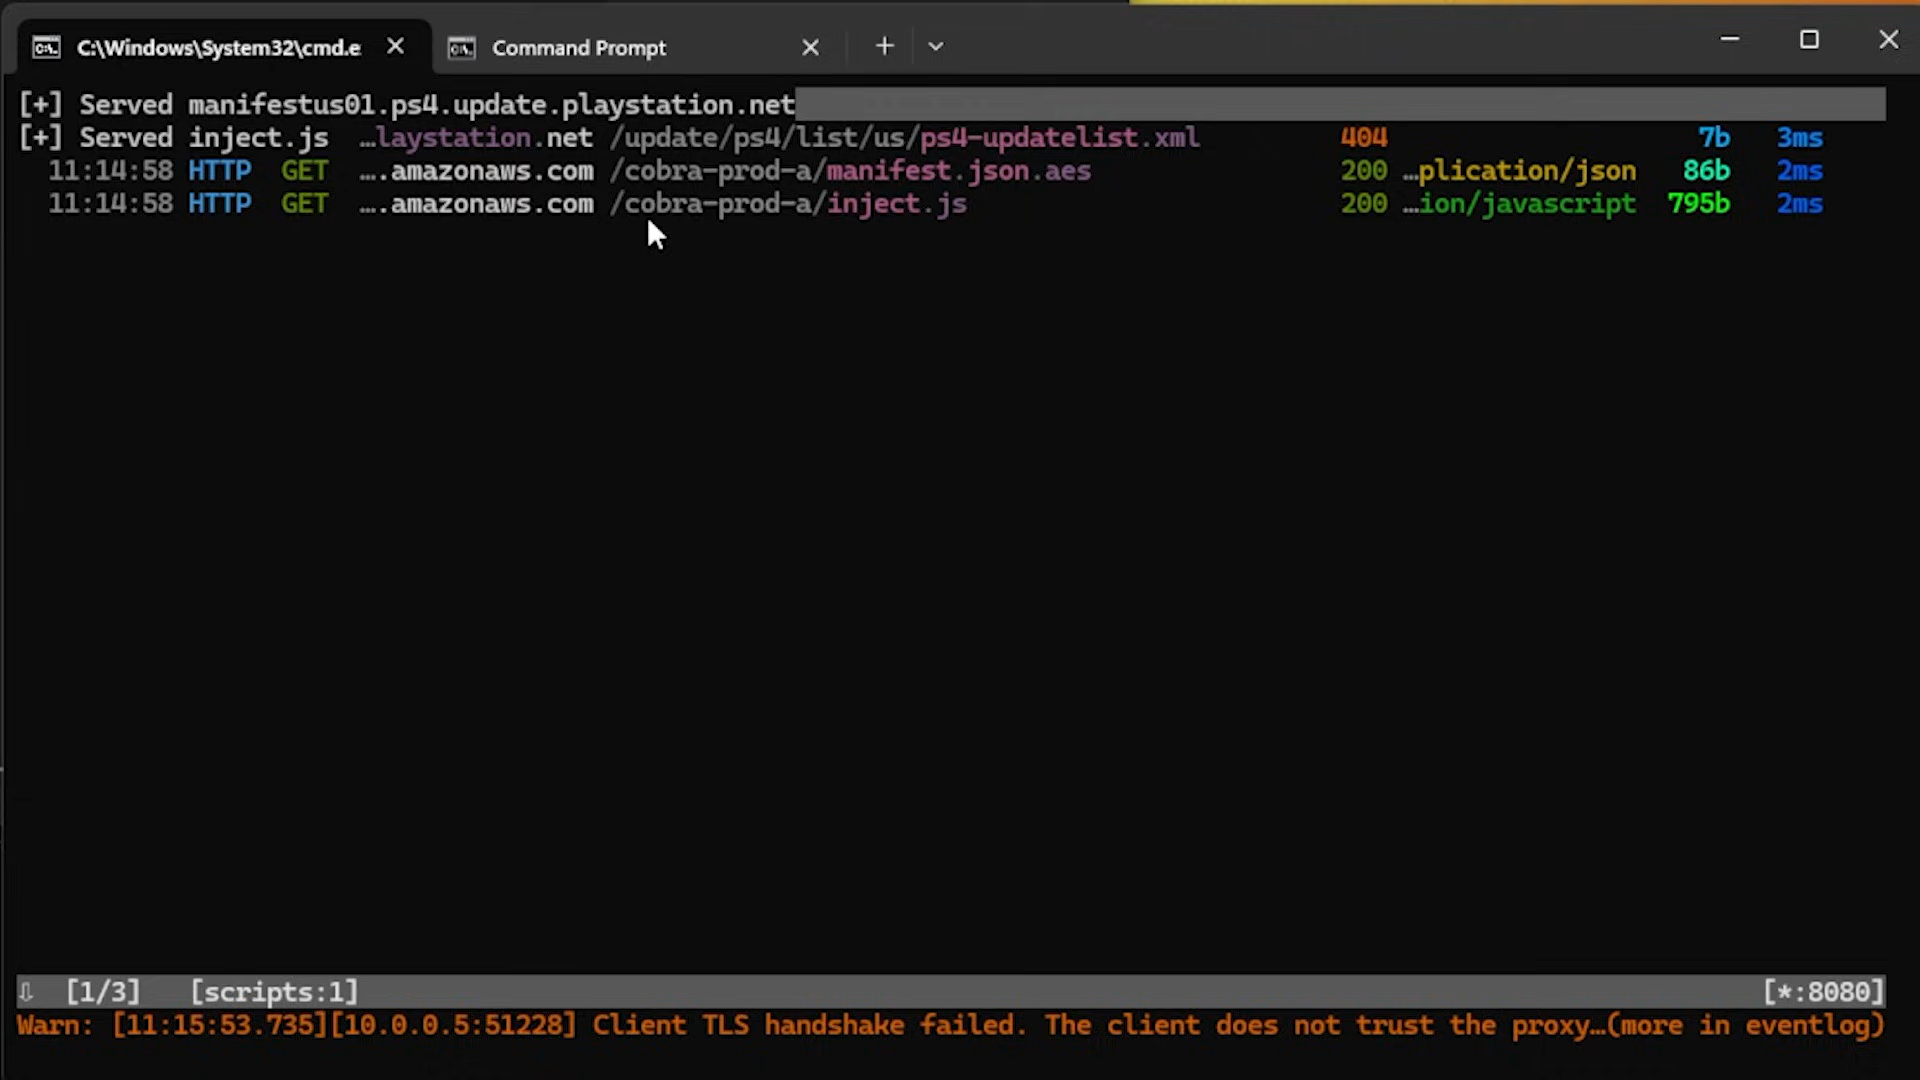 C:\Windows\System32\cmd.e
Command Prompt
[+] Served manifestus01.ps4.update.playstation.net
[+] Served inject.js …laystation.net /update/ps4/list/us/ps4-updatelist.xml 404 7b 3ms
11:14:58 HTTP GET ….amazonaws.com /cobra-prod-a/manifest.json.aes 200 …plication/json 86b 2ms
11:14:58 HTTP GET ….amazonaws.com /cobra-prod-a/inject.js 200 …ion/javascript 795b 2ms
⇩ [1/3] [scripts:1] [*:8080]
Warn: [11:15:53.735][10.0.0.5:51228] Client TLS handshake failed. The client does not trust the proxy…(more in eventlog)